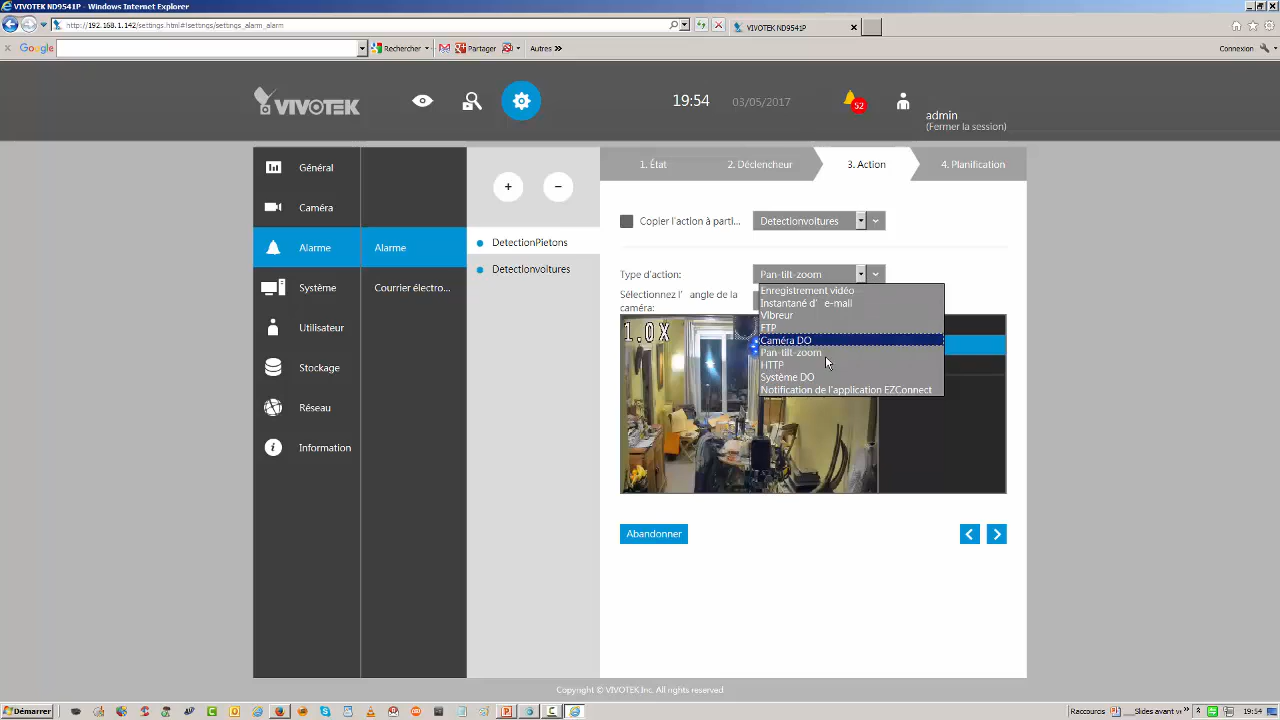 VIVOTEK ND9541P - Windows Internet Explorer
http://192.168.1.142/settings.html#!settings/settings_alarm_alarm
VIVOTEK ND9541P
Google
Rechercher
Partager
Autres »
Connexion
VIVOTEK
19:54
03/05/2017
52
admin
(Fermer la session)
Général
Caméra
Alarme
Système
Utilisateur
Stockage
Réseau
Information
Alarme
Courrier électro...
+
−
DetectionPietons
Detectionvoitures
1. État
2. Déclencheur
3. Action
4. Planification
Copier l'action à parti...
Detectionvoitures
Type d'action:
Pan-tilt-zoom
Sélectionnez l' angle de la
caméra:
Enregistrement vidéo
Instantané d' e-mail
Vibreur
FTP
Caméra DO
Pan-tilt-zoom
HTTP
Système DO
Notification de l'application EZConnect
1.0X
Abandonner
Copyright © VIVOTEK Inc. All rights reserved.
Démarrer
Raccourcis
Slides avant v
19:54